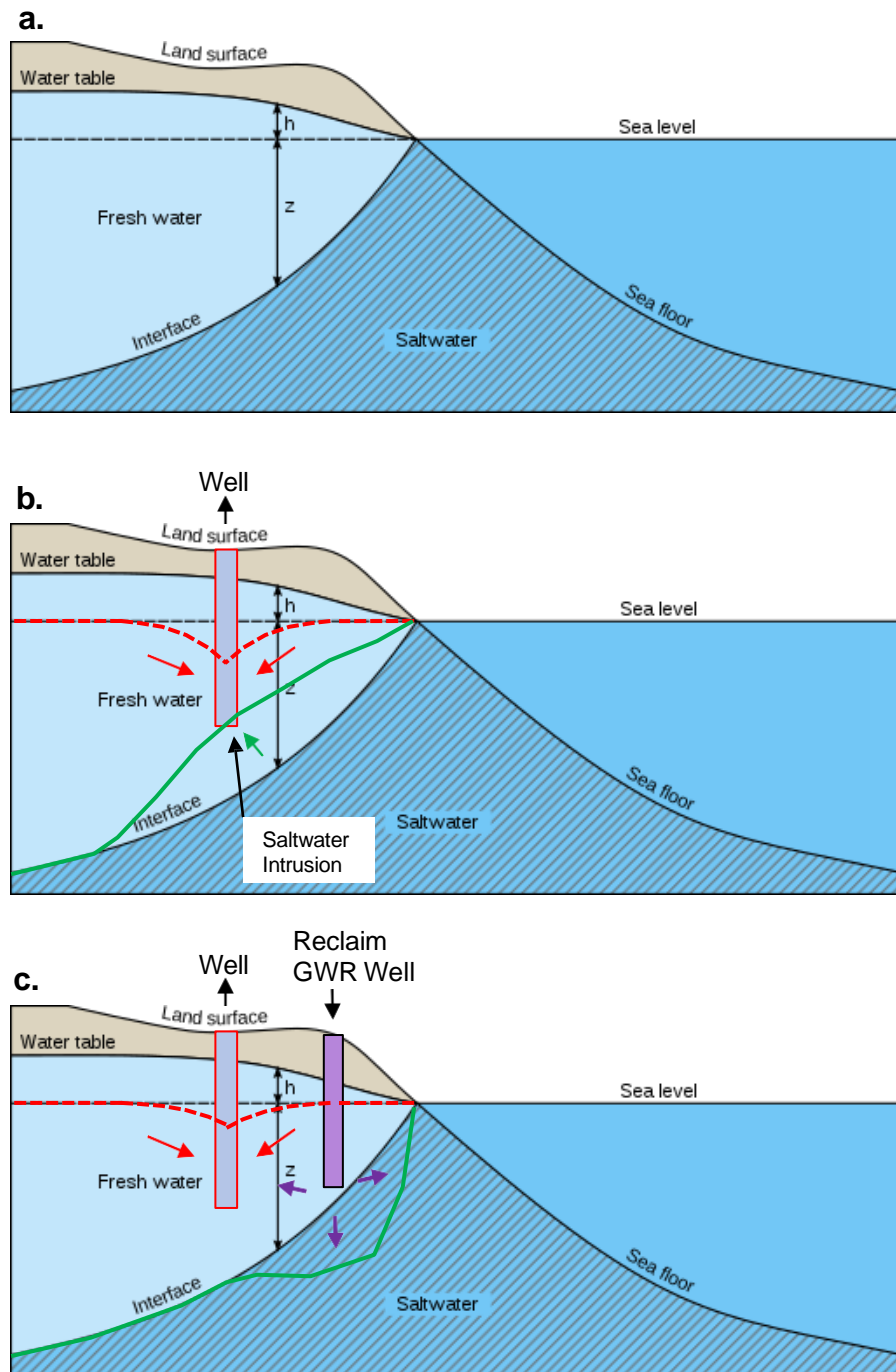 a.
Land surface
Water table
h
Sea level
Fresh water
z
Interface
Sea floor
Saltwater
Well
b.
Land surface
Water table
h
Sea level
Fresh water
z
Interface
Sea floor
Saltwater
Saltwater
Intrusion
Reclaim
GWR Well
Well
c.
Land surface
Water table
h
Sea level
z
Fresh water
Interface
Sea floor
Saltwater